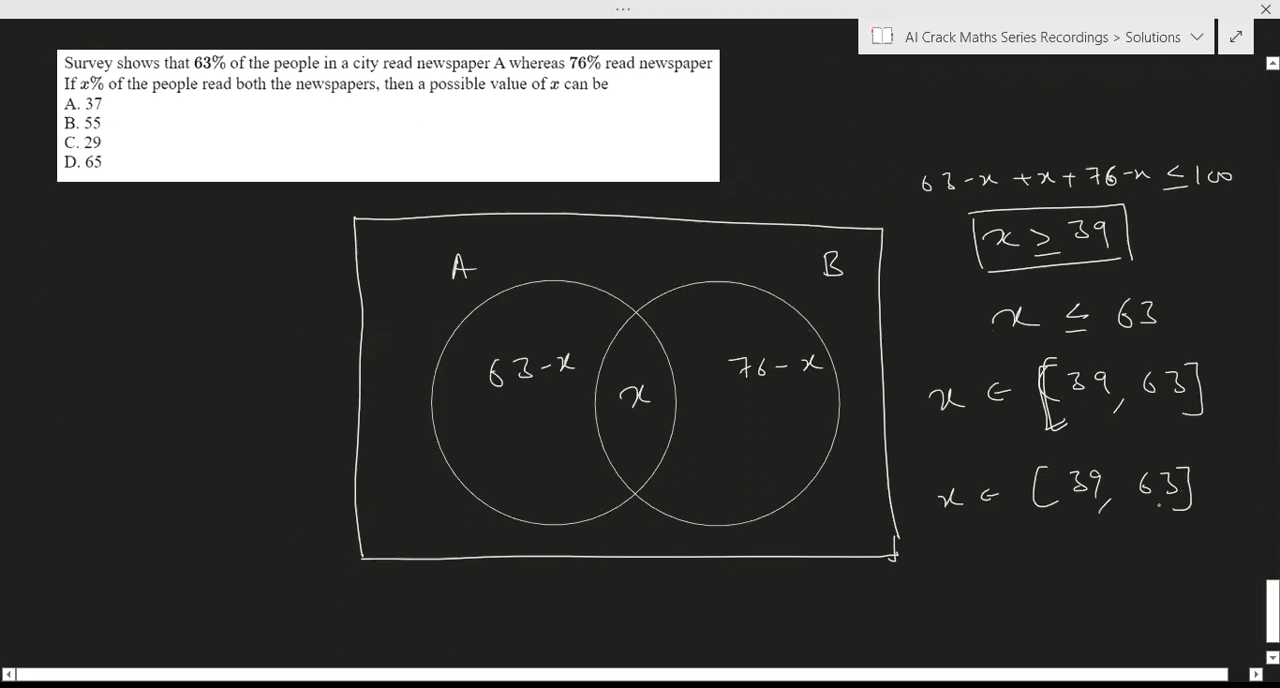 AI Crack Maths Series Recordings > Solutions
Survey shows that 63% of the people in a city read newspaper A whereas 76% read newspaper
If x% of the people read both the newspapers, then a possible value of x can be
A. 37
B. 55
C. 29
D. 65
63-x +x+76-x ≤ 100
x ≥ 39
x ≤ 63
x ∈ [39, 63]
x ∈ [39, 63]
A B
63-x x 76-x